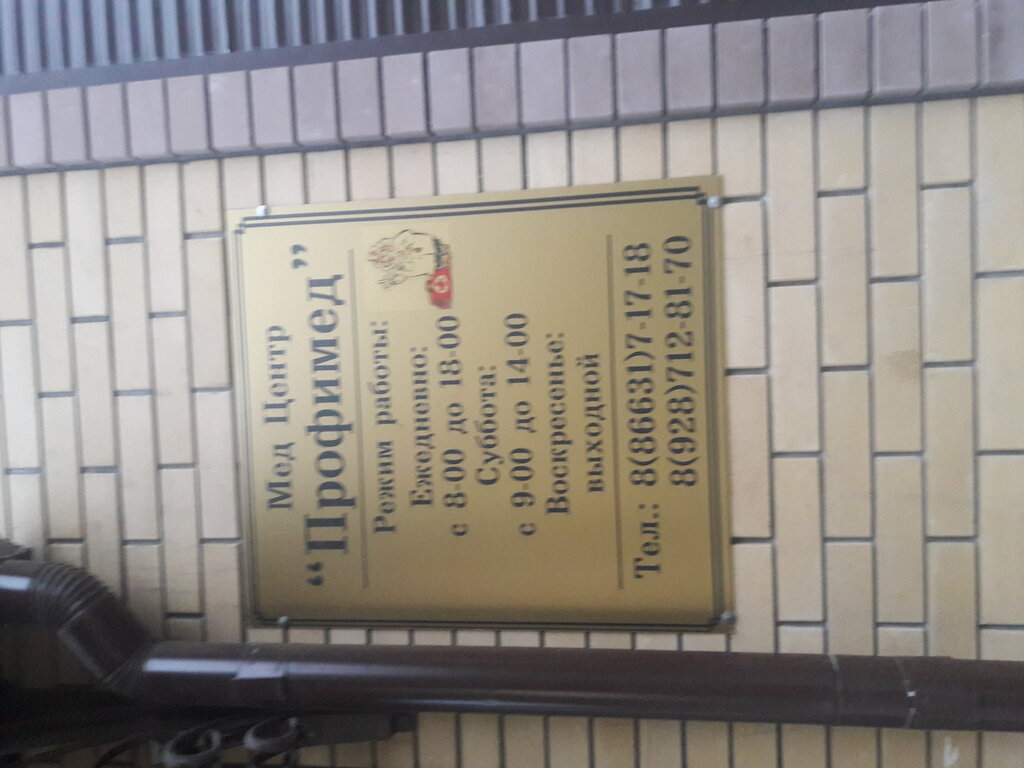 Мед Центр
“Профимед”
Режим работы:
Ежедневно:
с 8-00 до 18-00
Суббота:
с 9-00 до 14-00
Воскресенье:
выходной
Тел.: 8(86631)7-17-18
8(928)712-81-70